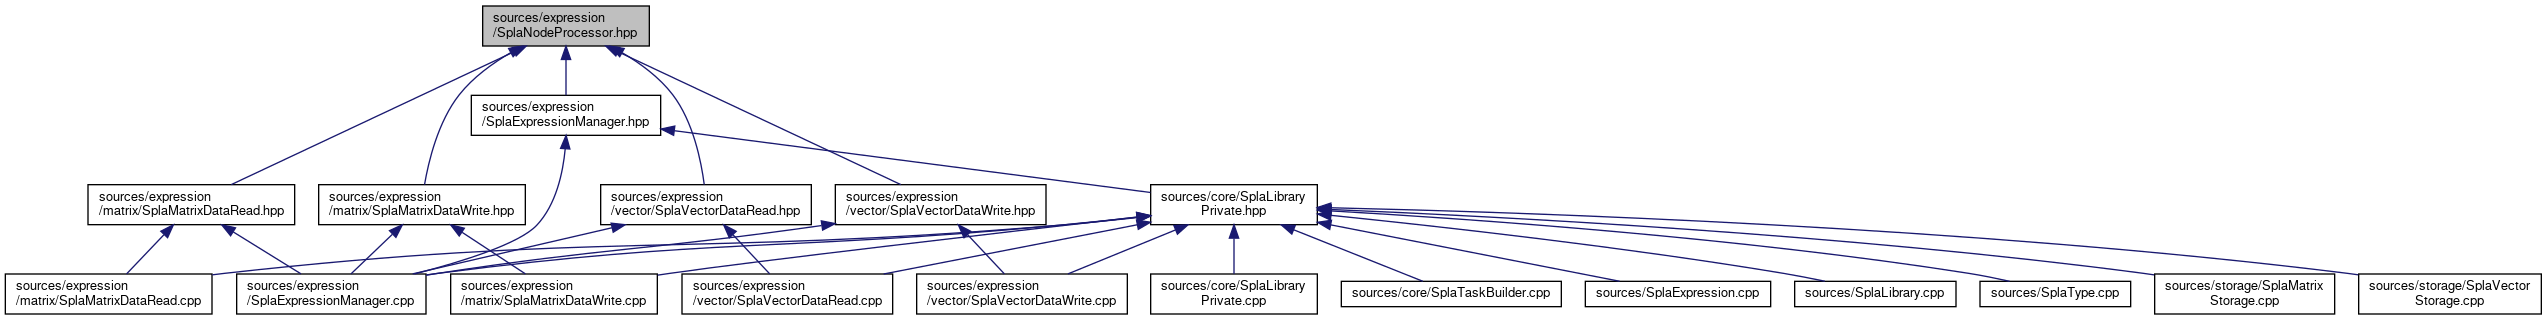 sources/expression
/SplaNodeProcessor.hpp
sources/expression
/SplaExpressionManager.hpp
sources/expression
/matrix/SplaMatrixDataRead.hpp
sources/expression
/matrix/SplaMatrixDataWrite.hpp
sources/expression
/vector/SplaVectorDataRead.hpp
sources/expression
/vector/SplaVectorDataWrite.hpp
sources/core/SplaLibrary
Private.hpp
sources/expression
/matrix/SplaMatrixDataRead.cpp
sources/expression
/SplaExpressionManager.cpp
sources/expression
/matrix/SplaMatrixDataWrite.cpp
sources/expression
/vector/SplaVectorDataRead.cpp
sources/expression
/vector/SplaVectorDataWrite.cpp
sources/core/SplaLibrary
Private.cpp
sources/core/SplaTaskBuilder.cpp
sources/SplaExpression.cpp
sources/SplaLibrary.cpp
sources/SplaType.cpp
sources/storage/SplaMatrix
Storage.cpp
sources/storage/SplaVector
Storage.cpp